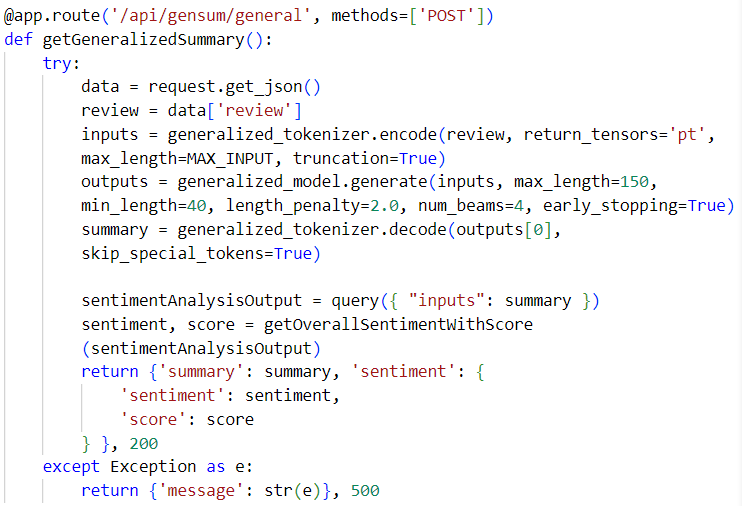 @app.route('/api/gensum/general', methods=['POST'])
def getGeneralizedSummary():
    try:
        data = request.get_json()
        review = data['review']
        inputs = generalized_tokenizer.encode(review, return_tensors='pt',
        max_length=MAX_INPUT, truncation=True)
        outputs = generalized_model.generate(inputs, max_length=150,
        min_length=40, length_penalty=2.0, num_beams=4, early_stopping=True)
        summary = generalized_tokenizer.decode(outputs[0],
        skip_special_tokens=True)

        sentimentAnalysisOutput = query({ "inputs": summary })
        sentiment, score = getOverallSentimentWithScore
        (sentimentAnalysisOutput)
        return {'summary': summary, 'sentiment': {
            'sentiment': sentiment,
            'score': score
        } }, 200
    except Exception as e:
        return {'message': str(e)}, 500